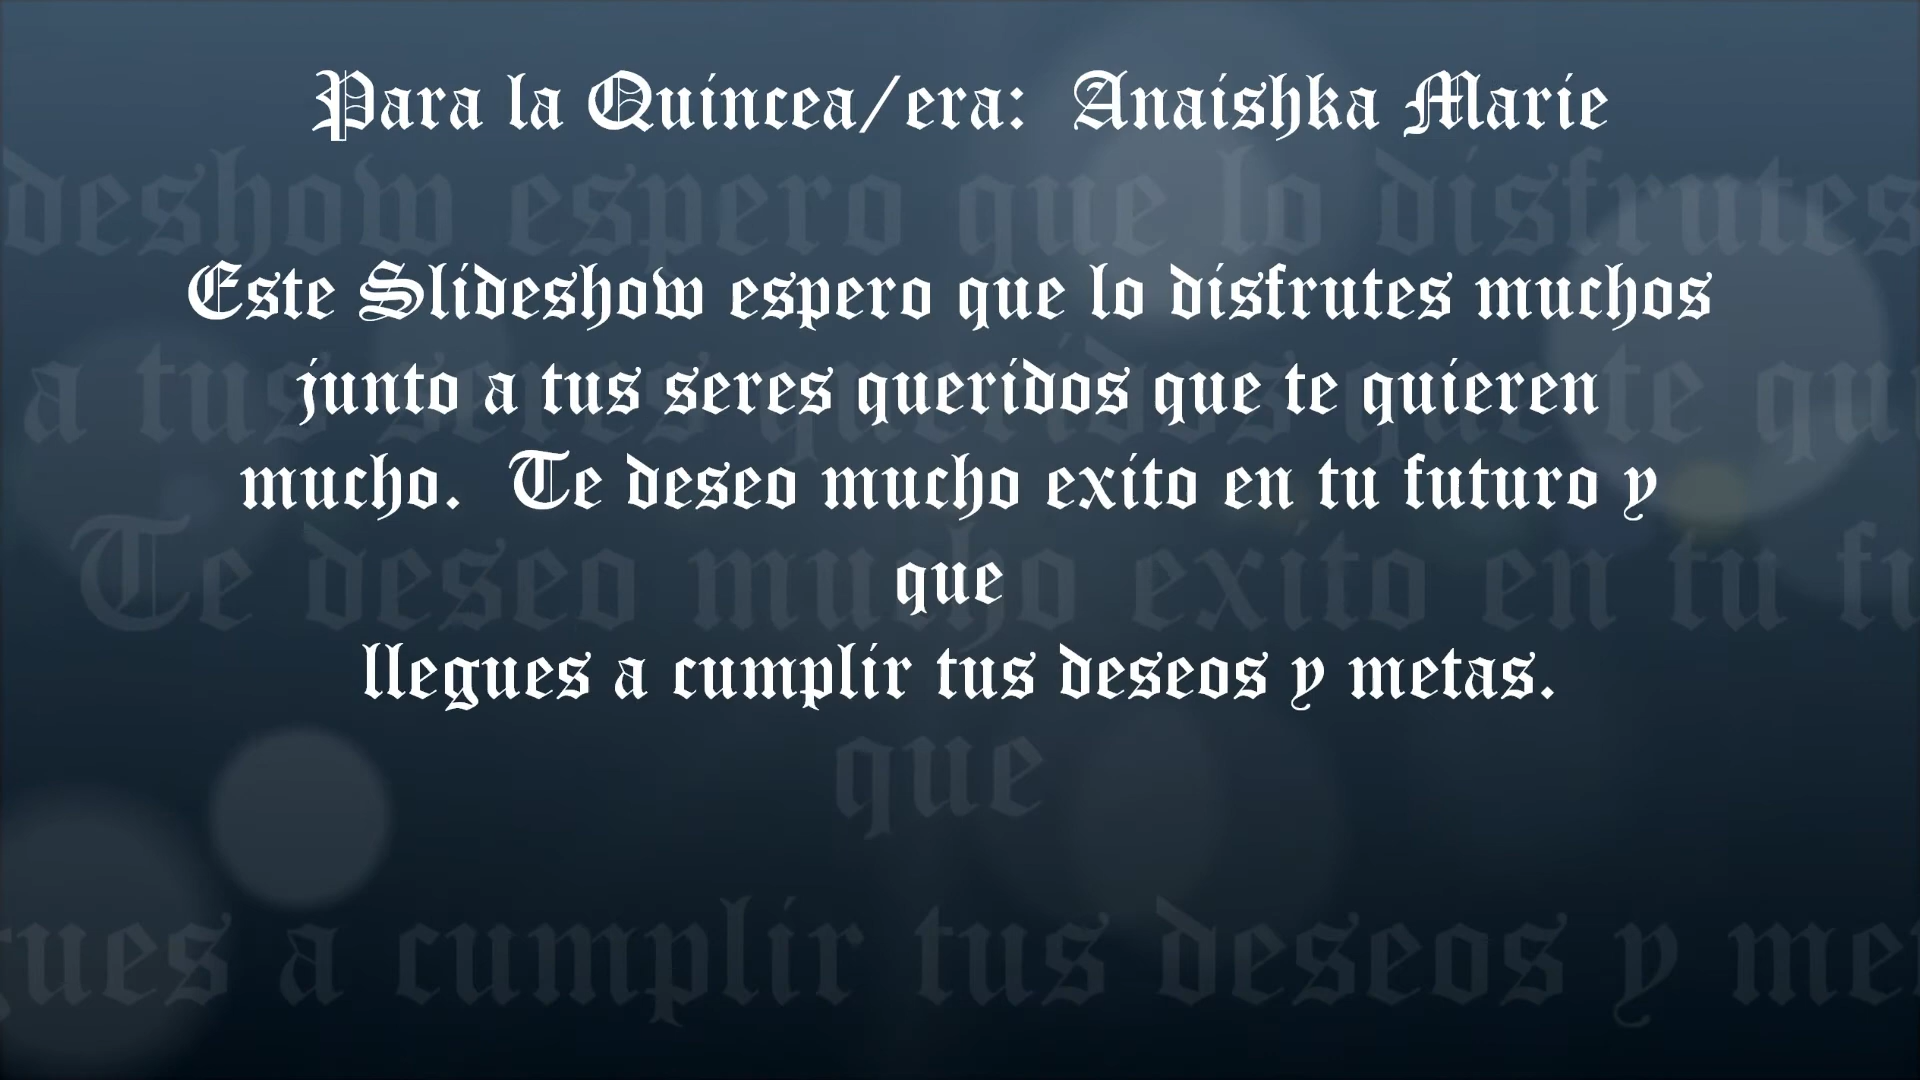 Para la Quincea/era:  Anaishka Marie
Este Slideshow espero que lo disfrutes muchos
junto a tus seres queridos que te quieren
mucho.  Te deseo mucho exito en tu futuro y
que
llegues a cumplir tus deseos y metas.